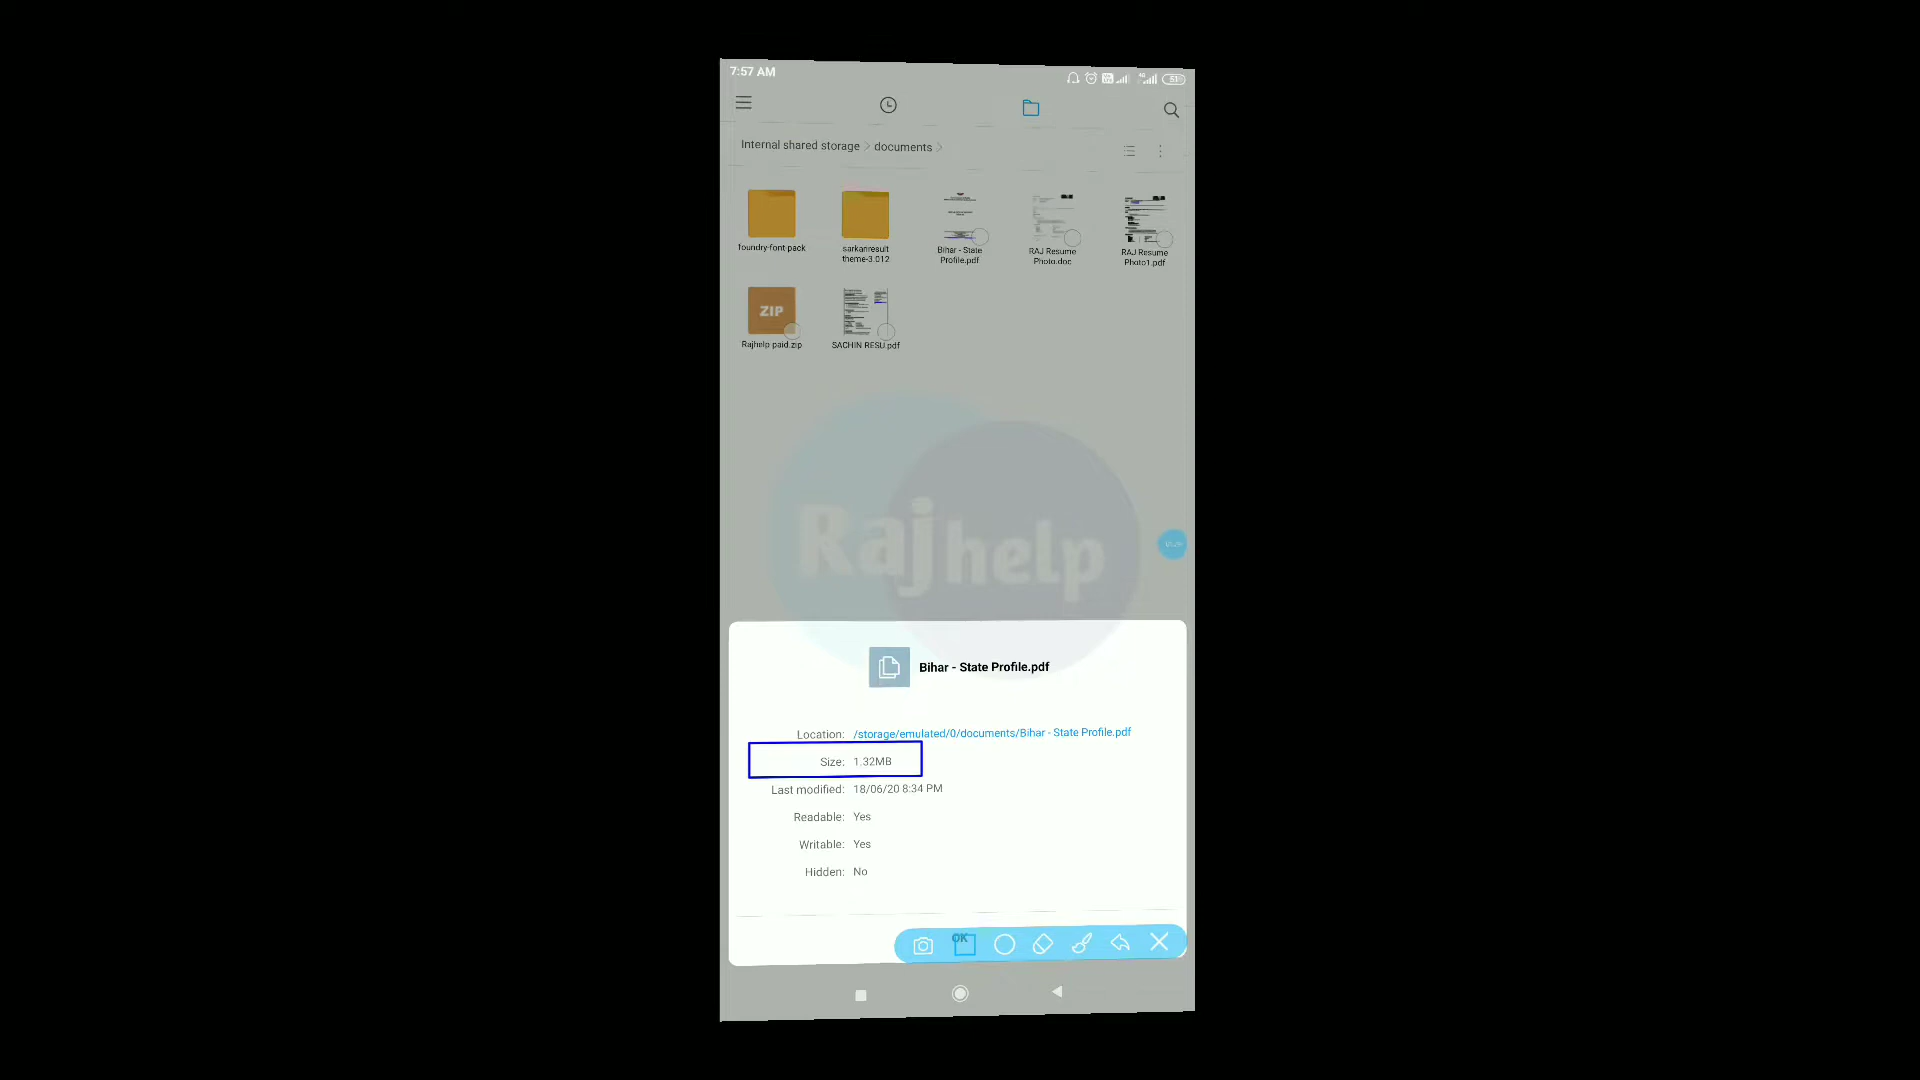 7:57 AM
4G
51
Internal shared storage > documents >
foundry-font-pack
sarkariresult
theme-3.012
Bihar - State
Profile.pdf
RAJ Resume
Photo.doc
RAJ Resume
Photo1.pdf
ZIP
Rajhelp paid.zip
SACHIN RESU.pdf
Rajhelp
Bihar - State Profile.pdf
Location: /storage/emulated/0/documents/Bihar - State Profile.pdf
Size: 1.32MB
Last modified: 18/06/20 8:34 PM
Readable: Yes
Writable: Yes
Hidden: No
OK